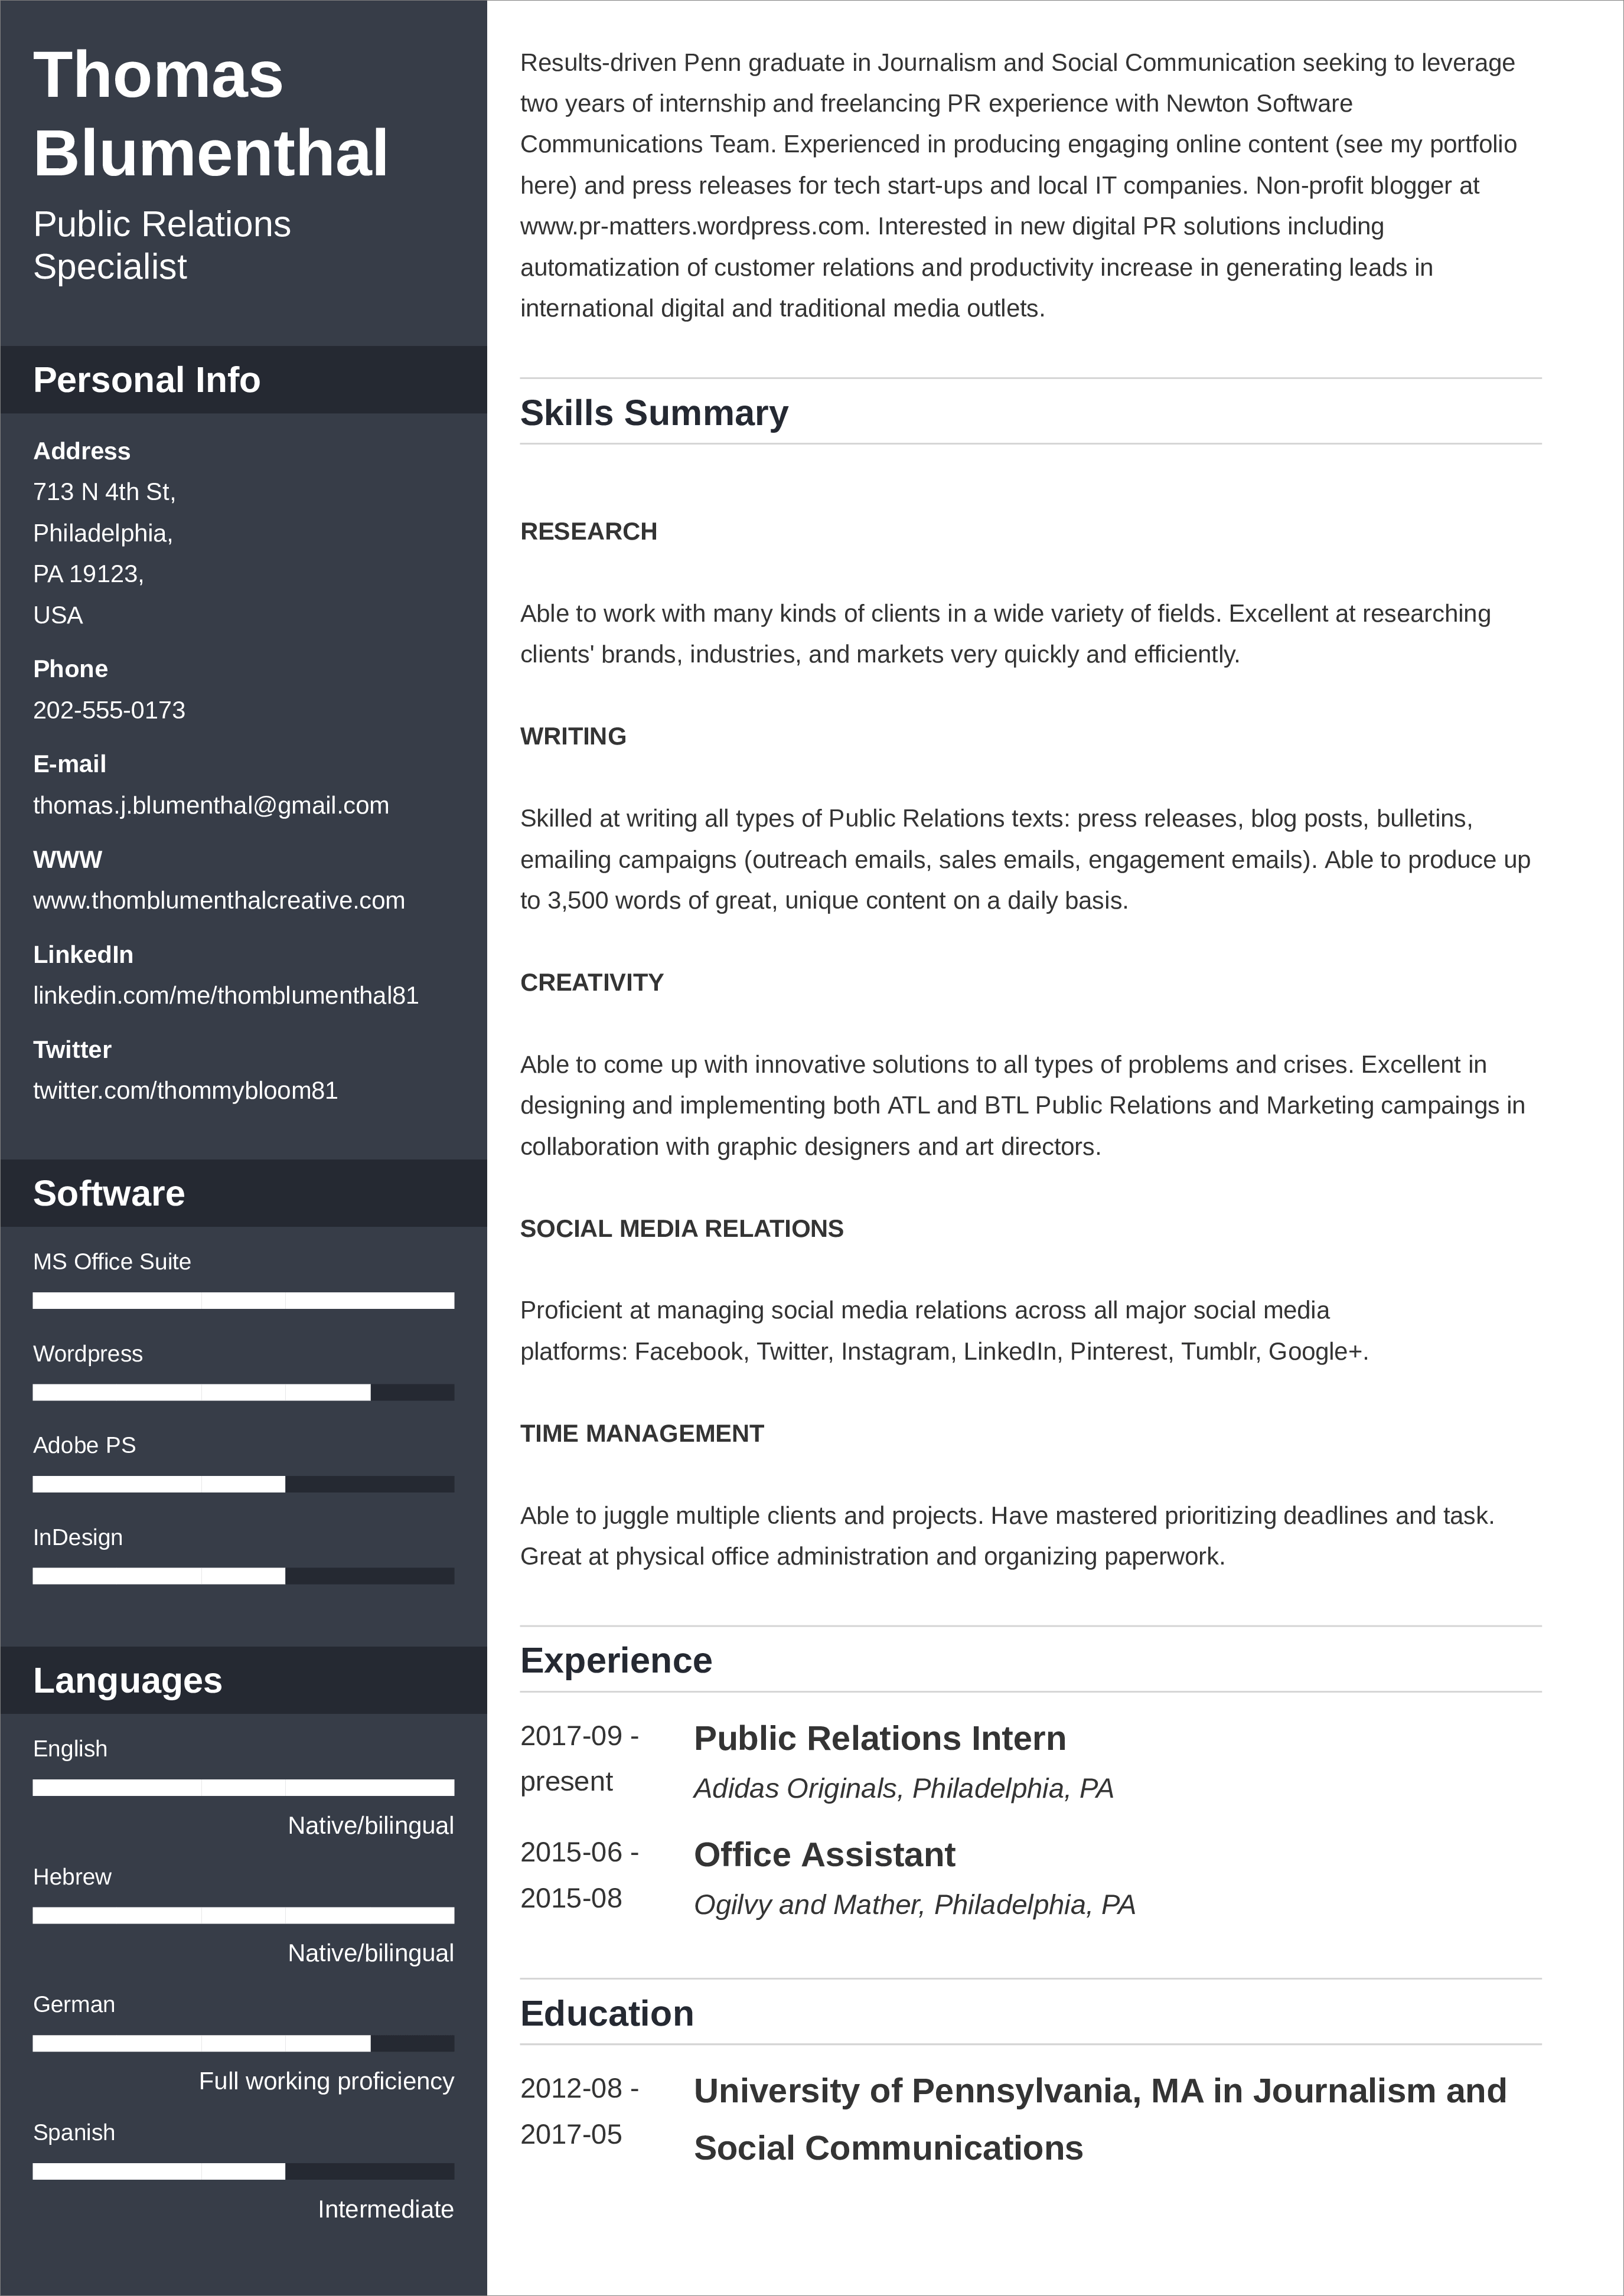 Thomas
Blumenthal
Public Relations
Specialist
Personal Info
Address
713 N 4th St,
Philadelphia,
PA 19123,
USA
Phone
202-555-0173
E-mail
thomas.j.blumenthal@gmail.com
WWW
www.thomblumenthalcreative.com
LinkedIn
linkedin.com/me/thomblumenthal81
Twitter
twitter.com/thommybloom81
Software
MS Office Suite
Wordpress
Adobe PS
InDesign
Languages
English
Native/bilingual
Hebrew
Native/bilingual
German
Full working proficiency
Spanish
Intermediate
Results-driven Penn graduate in Journalism and Social Communication seeking to leverage
two years of internship and freelancing PR experience with Newton Software
Communications Team. Experienced in producing engaging online content (see my portfolio
here) and press releases for tech start-ups and local IT companies. Non-profit blogger at
www.pr-matters.wordpress.com. Interested in new digital PR solutions including
automatization of customer relations and productivity increase in generating leads in
international digital and traditional media outlets.
Skills Summary
RESEARCH
Able to work with many kinds of clients in a wide variety of fields. Excellent at researching
clients' brands, industries, and markets very quickly and efficiently.
WRITING
Skilled at writing all types of Public Relations texts: press releases, blog posts, bulletins,
emailing campaigns (outreach emails, sales emails, engagement emails). Able to produce up
to 3,500 words of great, unique content on a daily basis.
CREATIVITY
Able to come up with innovative solutions to all types of problems and crises. Excellent in
designing and implementing both ATL and BTL Public Relations and Marketing campaings in
collaboration with graphic designers and art directors.
SOCIAL MEDIA RELATIONS
Proficient at managing social media relations across all major social media
platforms: Facebook, Twitter, Instagram, LinkedIn, Pinterest, Tumblr, Google+.
TIME MANAGEMENT
Able to juggle multiple clients and projects. Have mastered prioritizing deadlines and task.
Great at physical office administration and organizing paperwork.
Experience
2017-09 -
present
Public Relations Intern
Adidas Originals, Philadelphia, PA
2015-06 -
2015-08
Office Assistant
Ogilvy and Mather, Philadelphia, PA
Education
2012-08 -
2017-05
University of Pennsylvania, MA in Journalism and
Social Communications